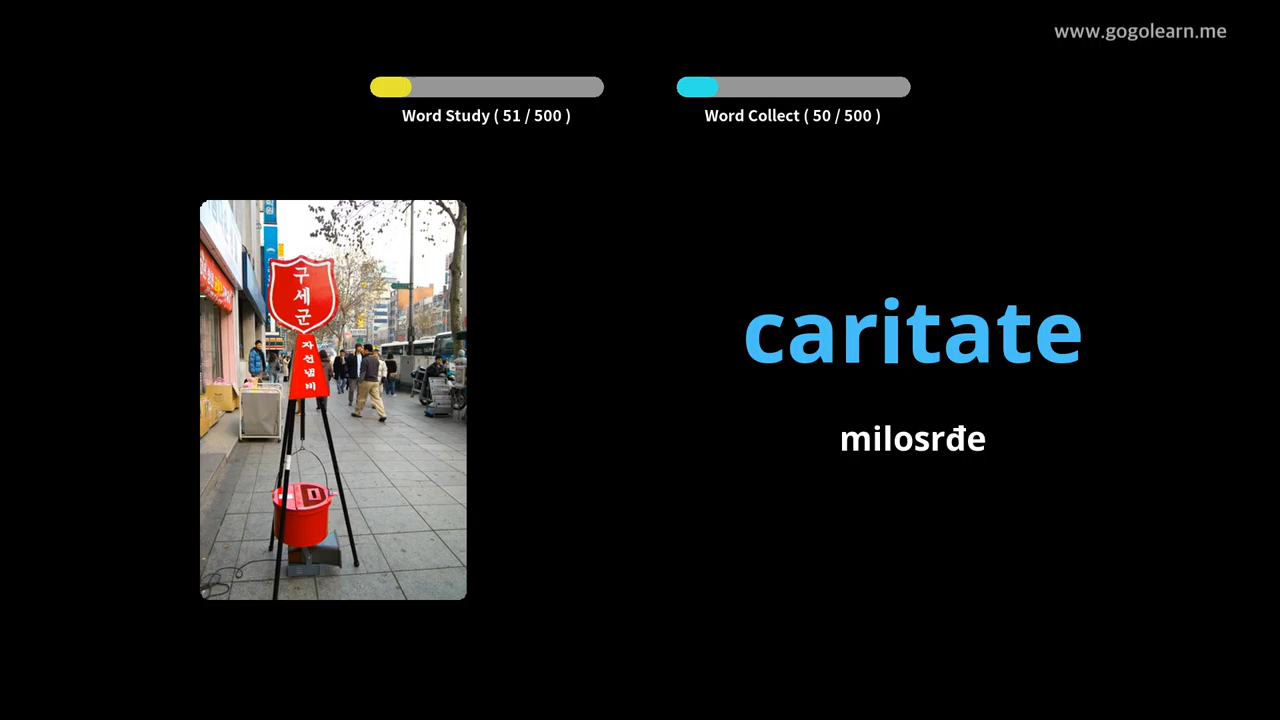 www.gogolearn.me
Word Study ( 51 / 500 )
Word Collect ( 50 / 500 )
구세군
자선냄비
caritate
milosrđe